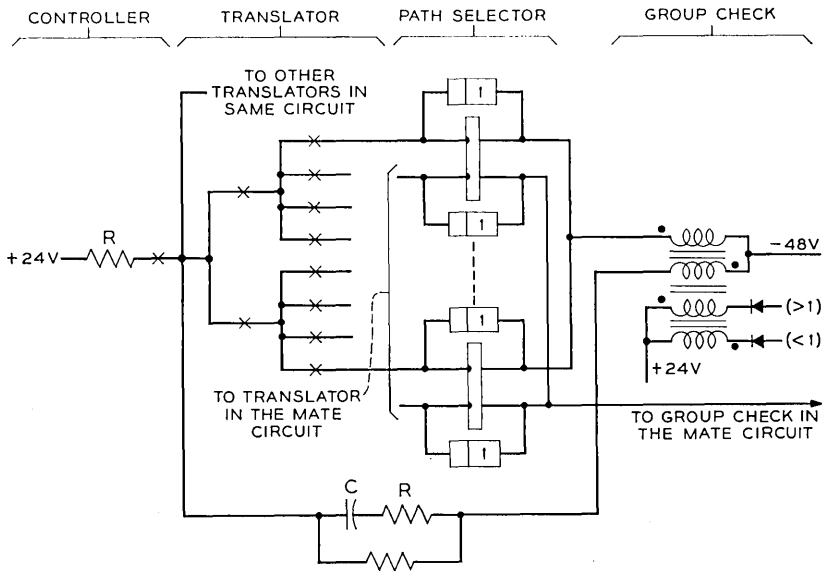 CONTROLLER
TRANSLATOR
PATH SELECTOR
GROUP CHECK
TO OTHER
TRANSLATORS IN
SAME CIRCUIT
1
1
+24V
R
-48V
(>1)
(<1)
+24V
1
TO TRANSLATOR
IN THE MATE
CIRCUIT
TO GROUP CHECK IN
THE MATE CIRCUIT
1
C
R